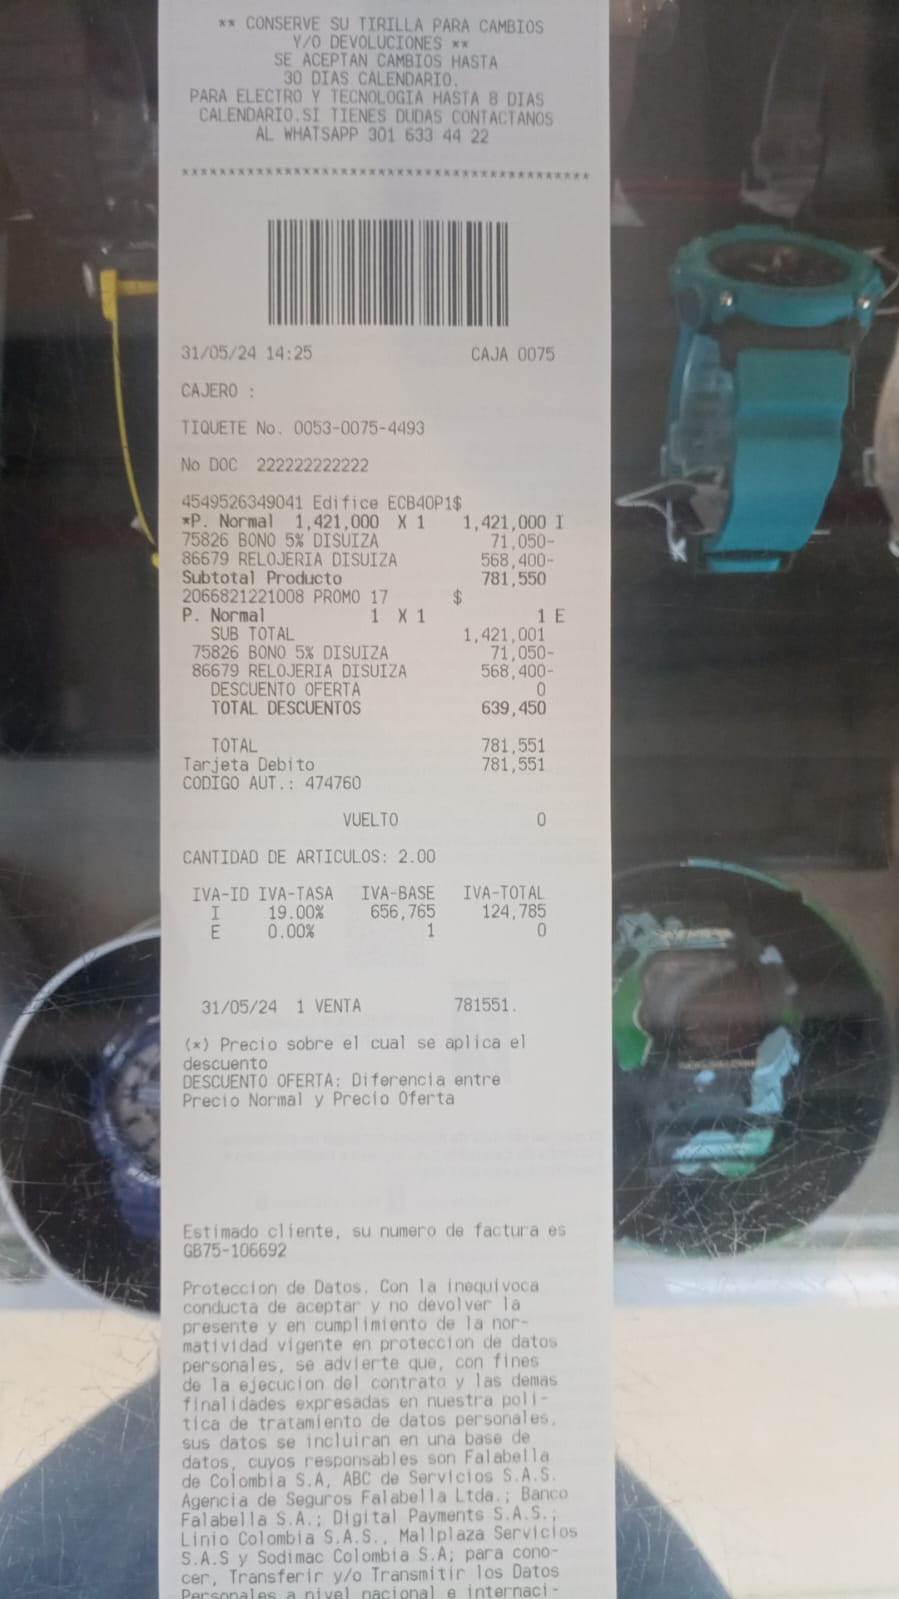 ** CONSERVE SU TIRILLA PARA CAMBIOS
Y/O DEVOLUCIONES **
SE ACEPTAN CAMBIOS HASTA
30 DIAS CALENDARIO.
PARA ELECTRO Y TECNOLOGIA HASTA 8 DIAS
CALENDARIO.SI TIENES DUDAS CONTACTANOS
AL WHATSAPP 301 633 44 22
********************************************
31/05/24 14:25 CAJA 0075
CAJERO :
TIQUETE No. 0053-0075-4493
No DOC 222222222222
4549526349041 Edifice ECB40P1$
*P. Normal 1,421,000 X 1 1,421,000 I
75826 BONO 5% DISUIZA 71,050-
86679 RELOJERIA DISUIZA 568,400-
Subtotal Producto 781,550
2066821221008 PROMO 17 $
P. Normal 1 X 1 1 E
SUB TOTAL 1,421,001
75826 BONO 5% DISUIZA 71,050-
86679 RELOJERIA DISUIZA 568,400-
DESCUENTO OFERTA 0
TOTAL DESCUENTOS 639,450
TOTAL 781,551
Tarjeta Debito 781,551
CODIGO AUT.: 474760
VUELTO 0
CANTIDAD DE ARTICULOS: 2.00
IVA-ID IVA-TASA IVA-BASE IVA-TOTAL
I 19.00% 656,765 124,785
E 0.00% 1 0
31/05/24 1 VENTA 781551.
(*) Precio sobre el cual se aplica el
descuento
DESCUENTO OFERTA: Diferencia entre
Precio Normal y Precio Oferta
Estimado cliente, su numero de factura es
GB75-106692
Proteccion de Datos. Con la inequivoca
conducta de aceptar y no devolver la
presente y en cumplimiento de la nor-
matividad vigente en proteccion de datos
personales, se advierte que, con fines
de la ejecucion del contrato y las demas
finalidades expresadas en nuestra poli-
tica de tratamiento de datos personales,
sus datos se incluiran en una base de
datos, cuyos responsables son Falabella
de Colombia S.A, ABC de Servicios S.A.S.
Agencia de Seguros Falabella Ltda.; Banco
Falabella S.A.; Digital Payments S.A.S.;
Linio Colombia S.A.S., Mallplaza Servicios
S.A.S y Sodimac Colombia S.A; para cono-
cer, Transferir y/o Transmitir los Datos
Personales a nivel nacional e internaci-